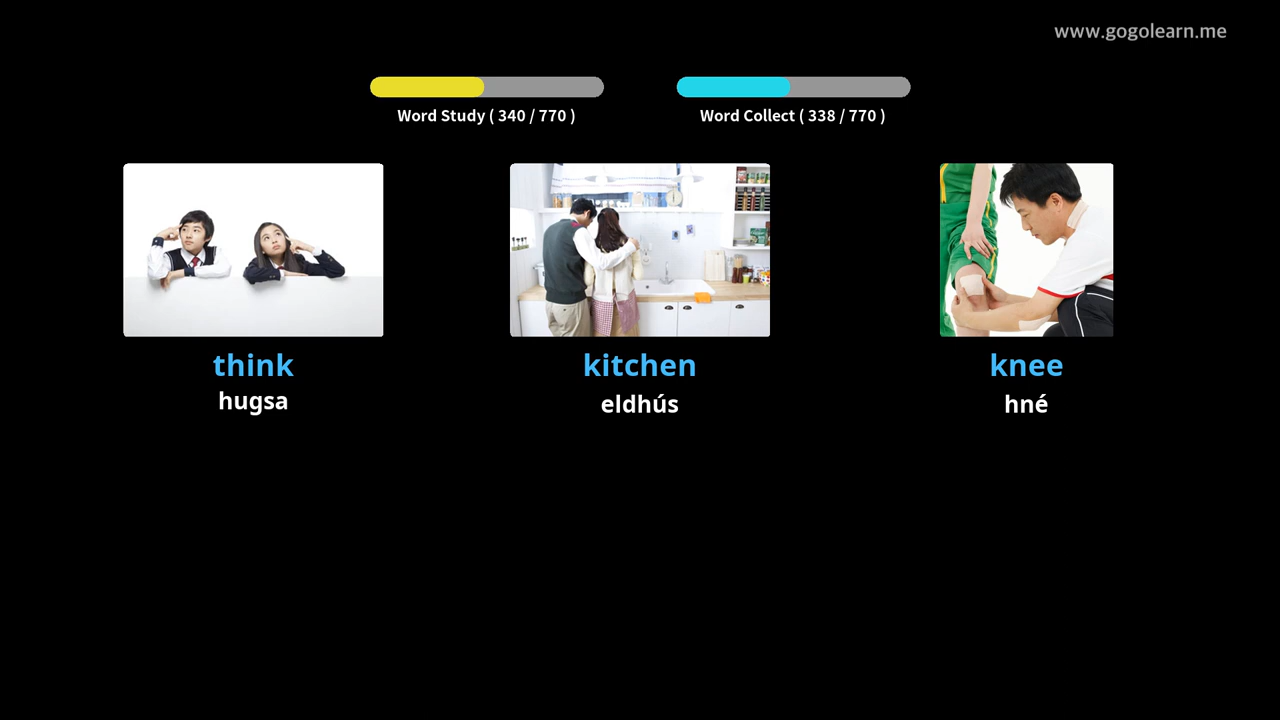 www.gogolearn.me
Word Study ( 340 / 770 )
Word Collect ( 338 / 770 )
think
hugsa
kitchen
eldhús
knee
hné